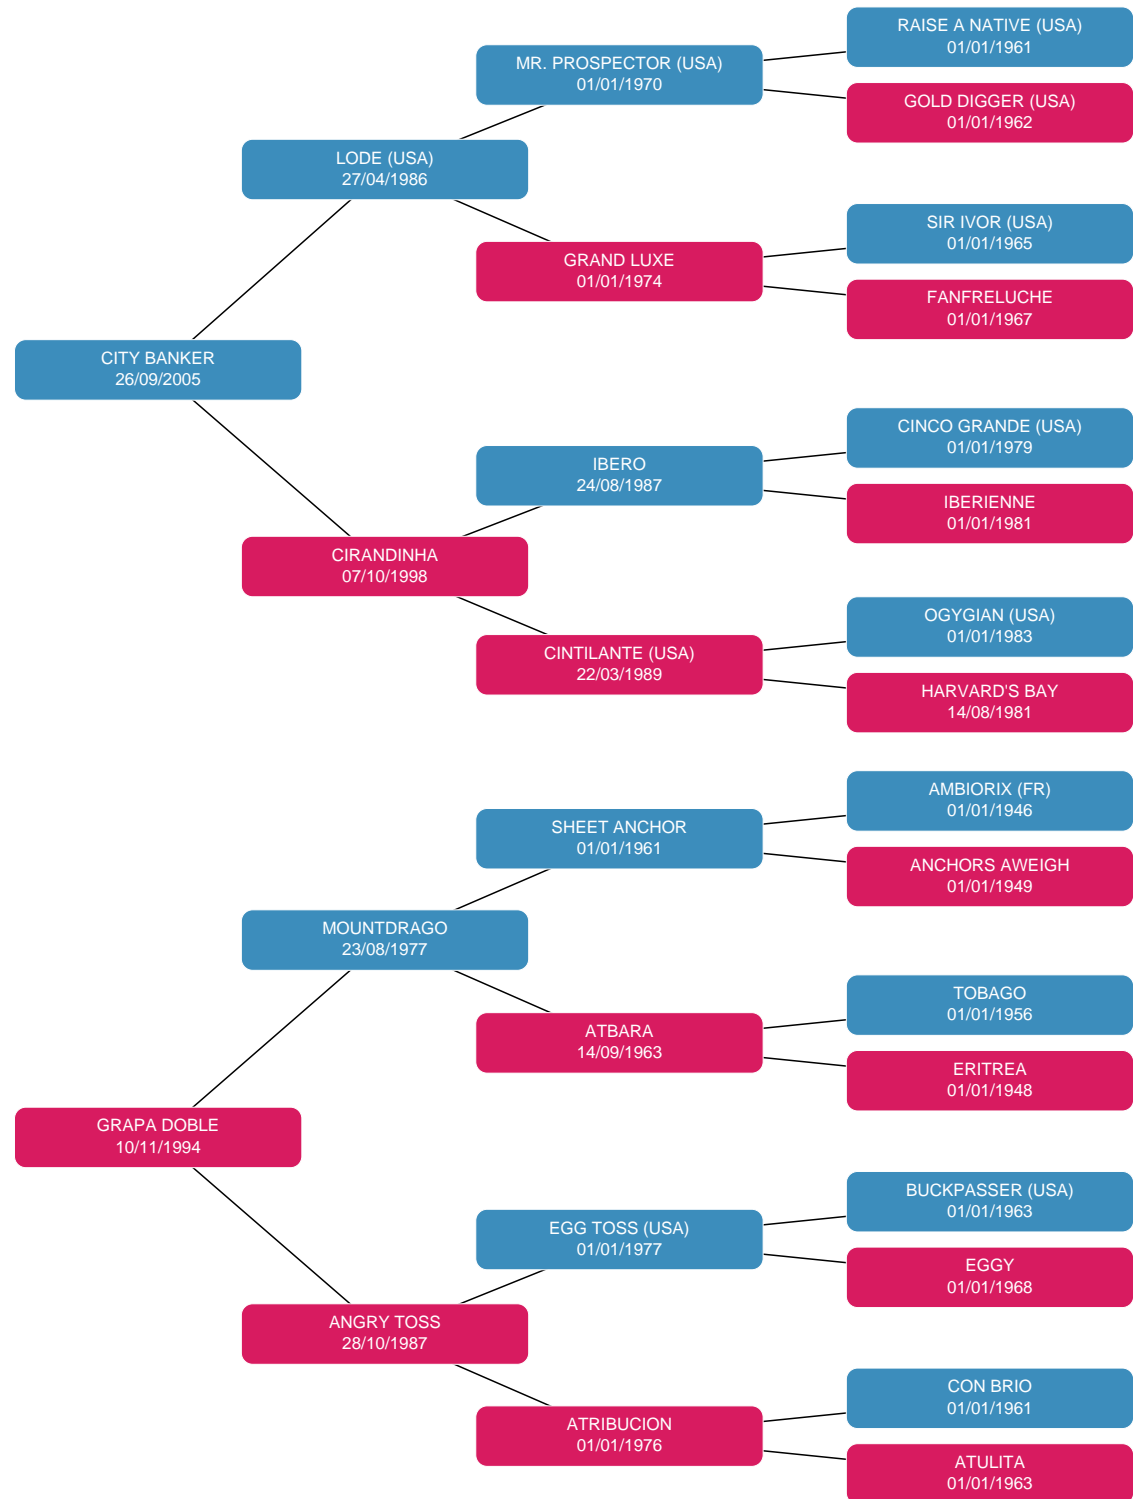 RAISE A NATIVE (USA)
01/01/1961
MR. PROSPECTOR (USA)
01/01/1970
GOLD DIGGER (USA)
01/01/1962
LODE (USA)
27/04/1986
SIR IVOR (USA)
01/01/1965
GRAND LUXE
01/01/1974
FANFRELUCHE
01/01/1967
CITY BANKER
26/09/2005
CINCO GRANDE (USA)
01/01/1979
IBERO
24/08/1987
IBERIENNE
01/01/1981
CIRANDINHA
07/10/1998
OGYGIAN (USA)
01/01/1983
CINTILANTE (USA)
22/03/1989
HARVARD'S BAY
14/08/1981
AMBIORIX (FR)
01/01/1946
SHEET ANCHOR
01/01/1961
ANCHORS AWEIGH
01/01/1949
MOUNTDRAGO
23/08/1977
TOBAGO
01/01/1956
ATBARA
14/09/1963
ERITREA
01/01/1948
GRAPA DOBLE
10/11/1994
BUCKPASSER (USA)
01/01/1963
EGG TOSS (USA)
01/01/1977
EGGY
01/01/1968
ANGRY TOSS
28/10/1987
CON BRIO
01/01/1961
ATRIBUCION
01/01/1976
ATULITA
01/01/1963